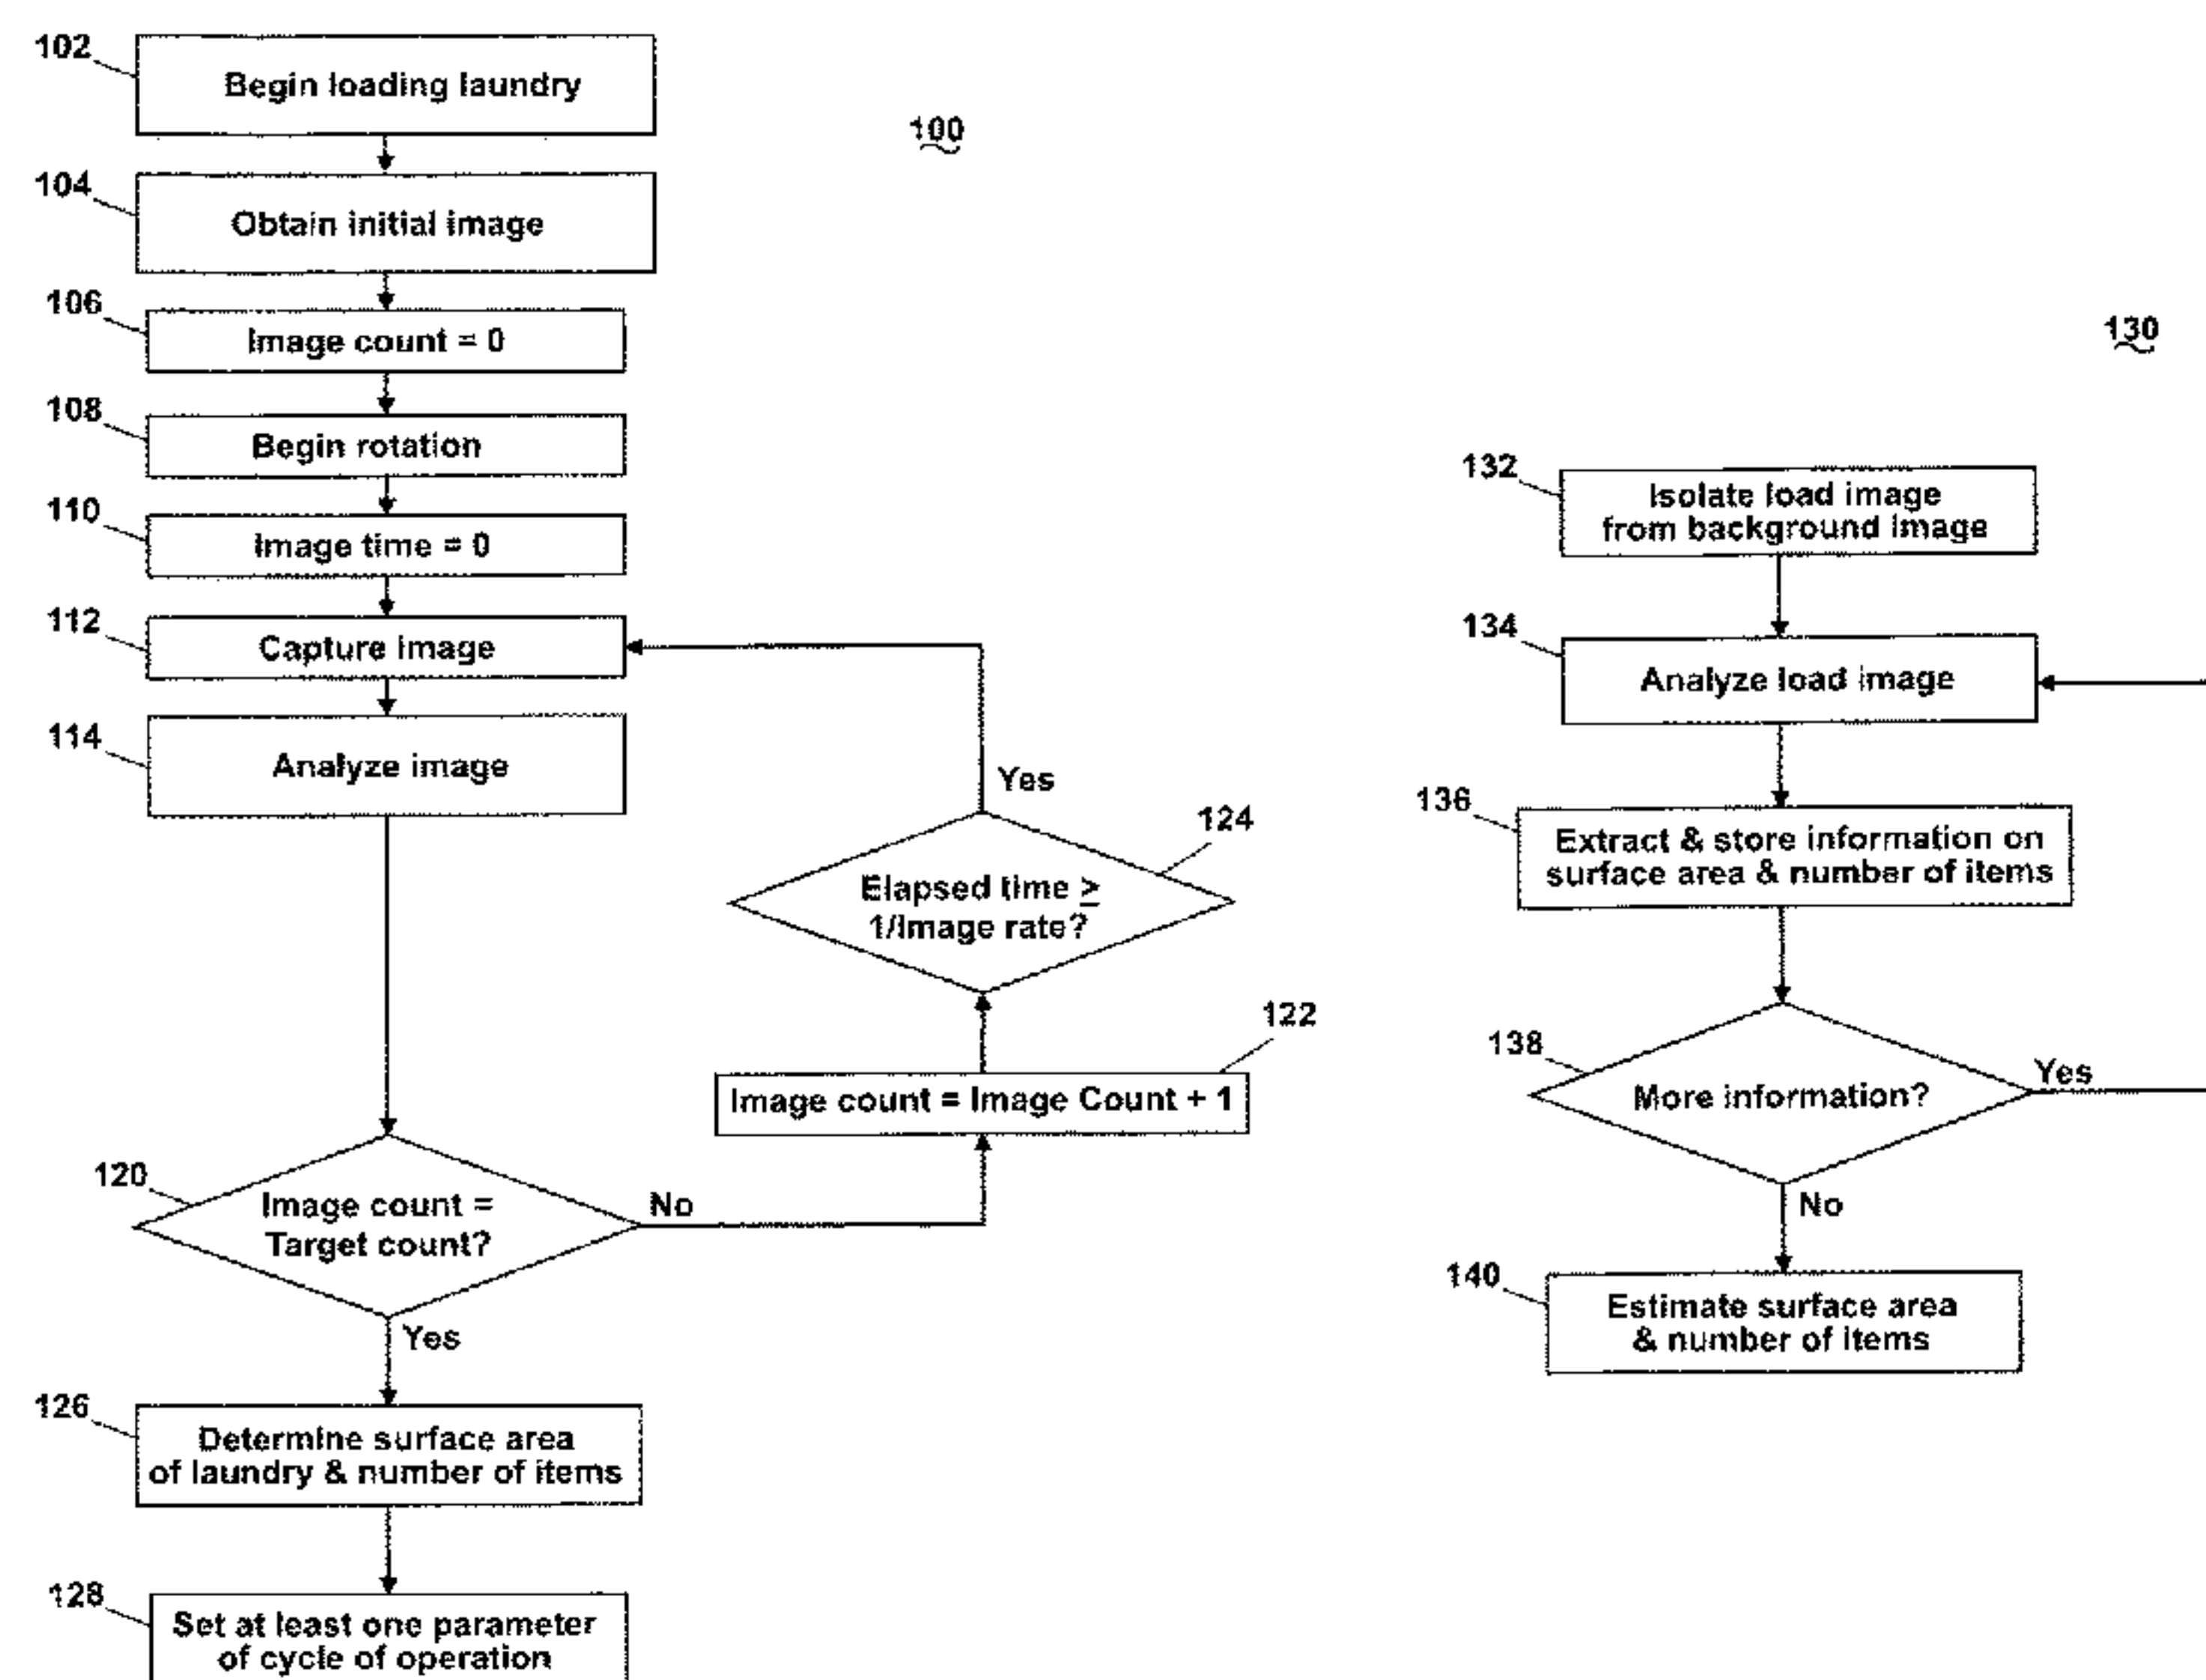 102
Begin loading laundry
100
104
Obtain initial image
106
Image count = 0
108
Begin rotation
110
Image time = 0
112
Capture image
114
Analyze image
Yes
124
Elapsed time ≥
1/Image rate?
122
Image count = Image Count + 1
120
Image count =
Target count?
No
Yes
126
Determine surface area
of laundry & number of items
128
Set at least one parameter
of cycle of operation
130
132
Isolate load image
from background image
134
Analyze load image
136
Extract & store information on
surface area & number of items
138
More information?
Yes
No
140
Estimate surface area
& number of items